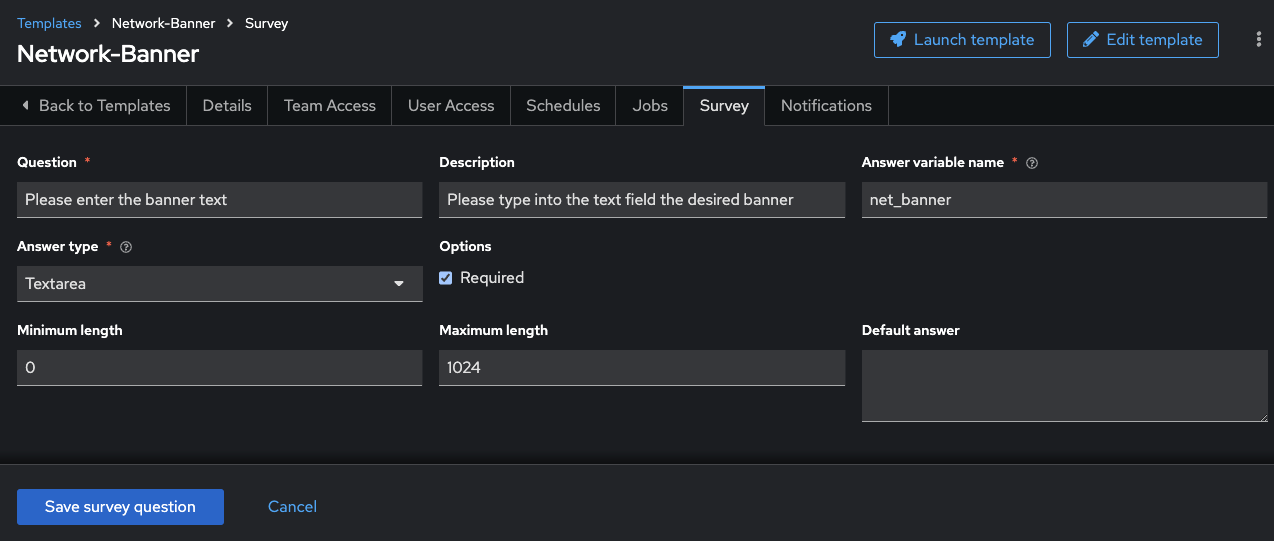 Templates > Network-Banner > Survey
Network-Banner
Launch template
Edit template
Back to Templates
Details
Team Access
User Access
Schedules
Jobs
Survey
Notifications
Question *
Description
Answer variable name *
Please enter the banner text
Please type into the text field the desired banner
net_banner
Answer type *
Options
Textarea
Required
Minimum length
Maximum length
Default answer
0
1024
Save survey question
Cancel